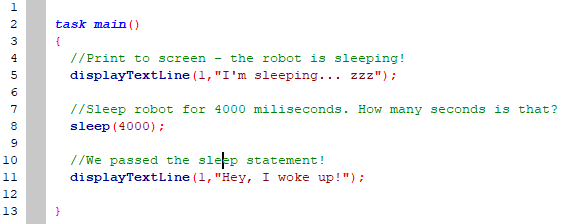 1
2 task main()
3 {
4 //Print to screen - the robot is sleeping!
5 displayTextLine(1,"I'm sleeping... zzz");
6
7 //Sleep robot for 4000 miliseconds. How many seconds is that?
8 sleep(4000);
9
10 //We passed the sleep statement!
11 displayTextLine(1,"Hey, I woke up!");
12
13 }